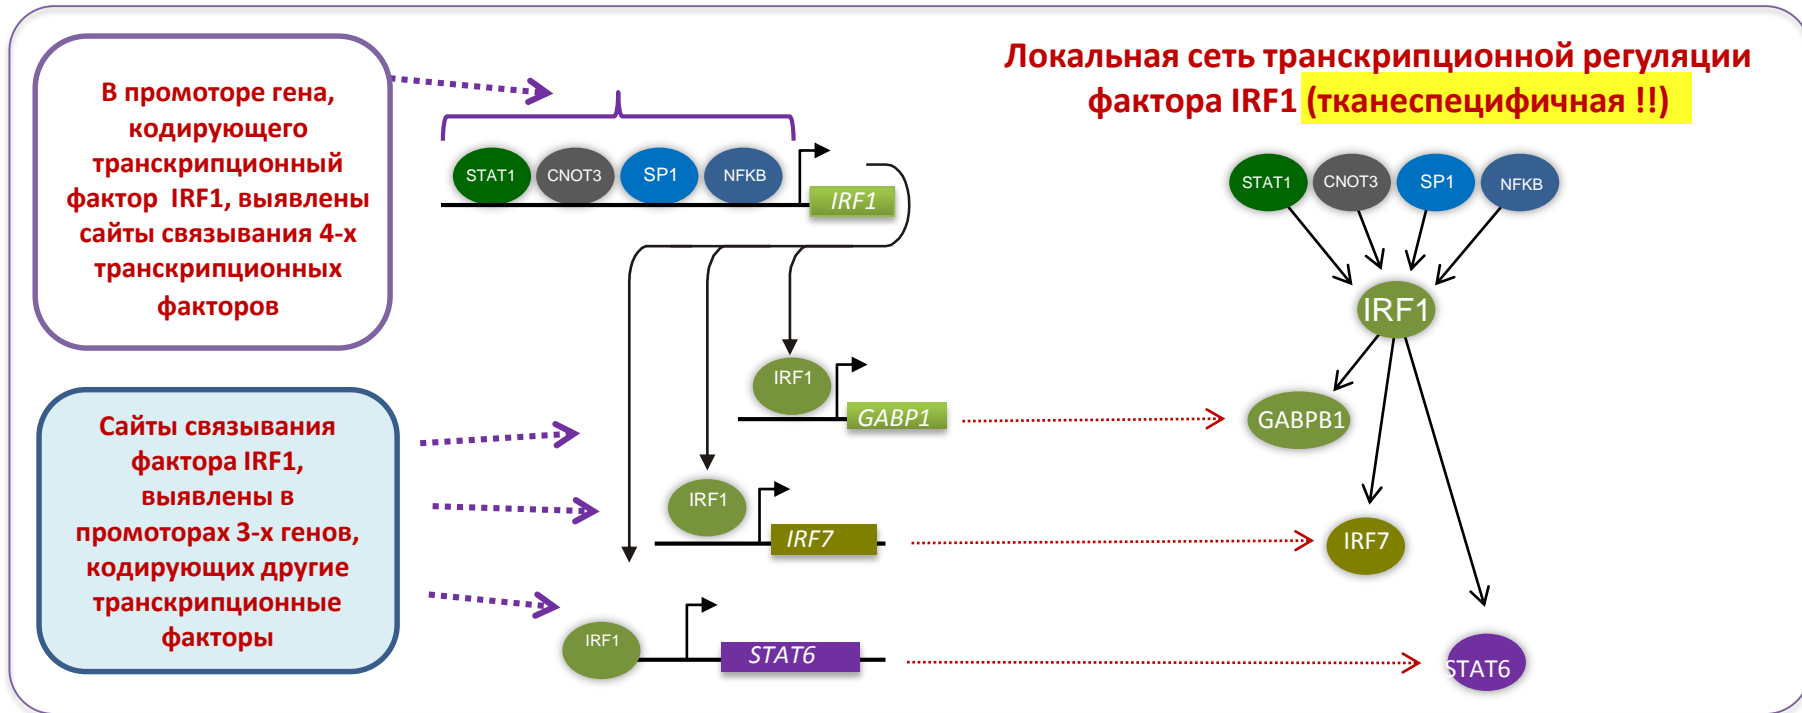 Локальная сеть транскрипционной регуляции
фактора IRF1 (тканеспецифичная !!)
В промоторе гена,
кодирующего
транскрипционный
фактор IRF1, выявлены
сайты связывания 4-х
транскрипционных
факторов
STAT1
CNOT3
SP1
NFKB
IRF1
STAT1
CNOT3
SP1
NFKB
IRF1
Сайты связывания
фактора IRF1,
выявлены в
промоторах 3-х генов,
кодирующих другие
транскрипционные
факторы
IRF1
GABP1
GABPB1
IRF1
IRF7
IRF7
IRF1
STAT6
STAT6